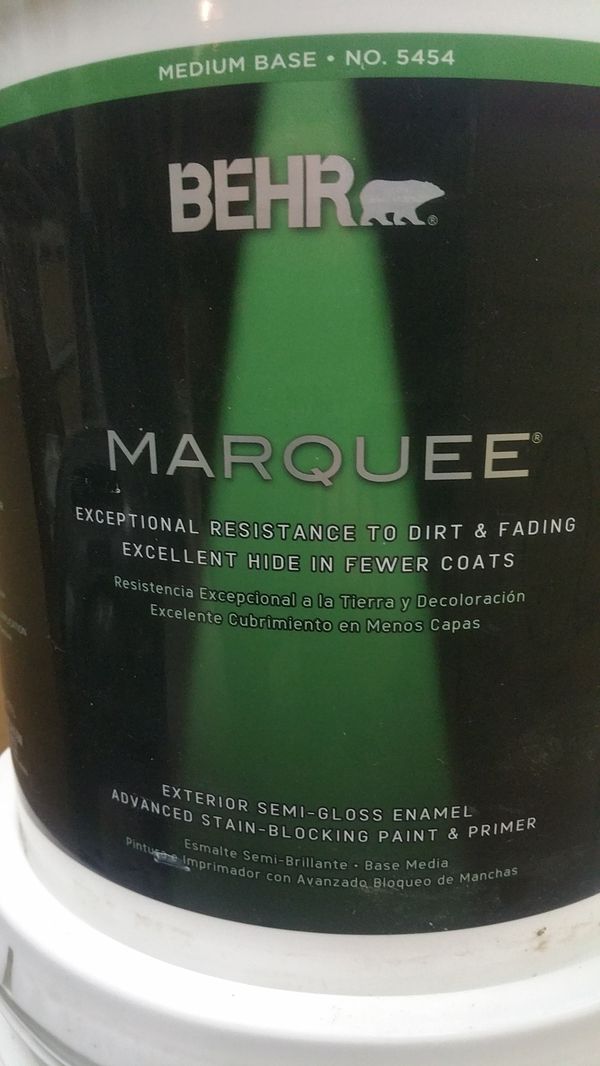 MEDIUM BASE • NO. 5454
BEHR®
MARQUEE®
EXCEPTIONAL RESISTANCE TO DIRT & FADING
EXCELLENT HIDE IN FEWER COATS
Resistencia Excepcional a la Tierra y Decoloración
Excelente Cubrimiento en Menos Capas
EXTERIOR SEMI-GLOSS ENAMEL
ADVANCED STAIN-BLOCKING PAINT & PRIMER
Esmalte Semi-Brillante • Base Media
Pintura e Imprimador con Avanzado Bloqueo de Manchas